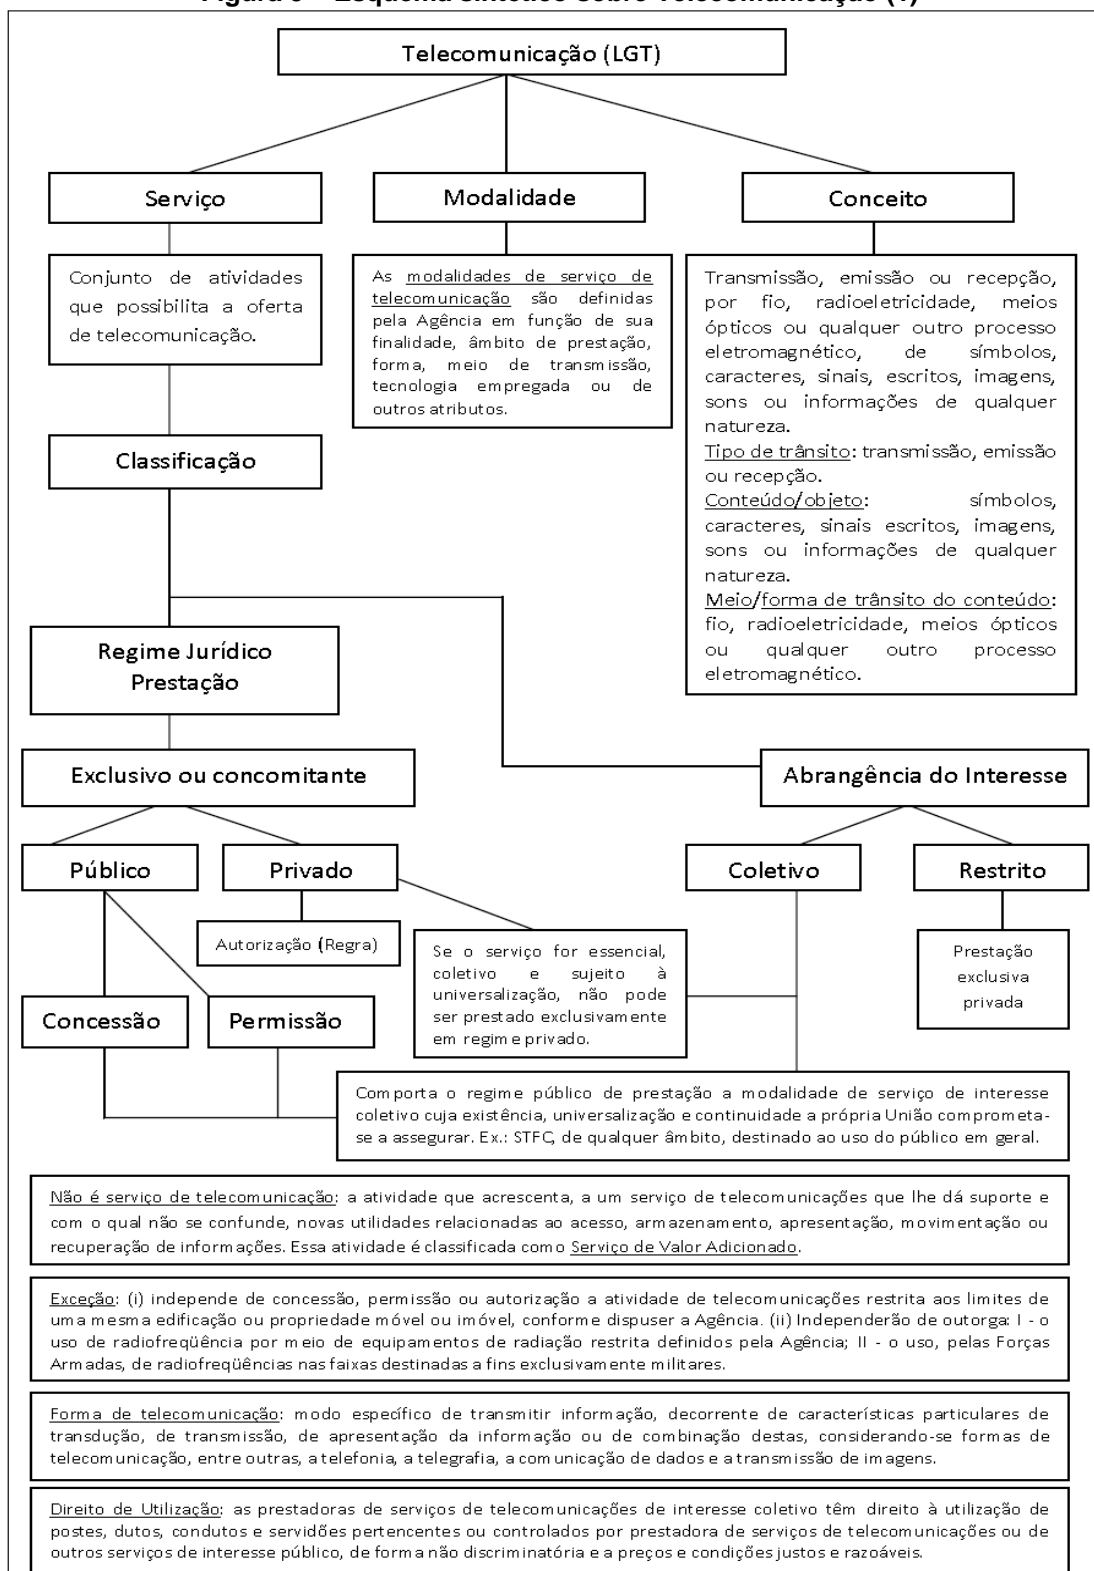 Figura 3 – Esquema Sintético sobre Telecomunicação (1)
Telecomunicação (LGT)
Serviço
Modalidade
Conceito
Conjunto de atividades
que possibilita a oferta
de telecomunicação.
As modalidades de serviço de
telecomunicação são definidas
pela Agência em função de sua
finalidade, âmbito de prestação,
forma, meio de transmissão,
tecnologia empregada ou de
outros atributos.
Transmissão, emissão ou recepção,
por fio, radioeletricidade, meios
ópticos ou qualquer outro processo
eletromagnético, de símbolos,
caracteres, sinais, escritos, imagens,
sons ou informações de qualquer
natureza.
Tipo de trânsito: transmissão, emissão
ou recepção.
Conteúdo/objeto: símbolos,
caracteres, sinais escritos, imagens,
sons ou informações de qualquer
natureza.
Meio/forma de trânsito do conteúdo:
fio, radioeletricidade, meios ópticos
ou qualquer outro processo
eletromagnético.
Classificação
Regime Jurídico
Prestação
Exclusivo ou concomitante
Abrangência do Interesse
Público
Privado
Coletivo
Restrito
Autorização (Regra)
Se o serviço for essencial,
coletivo e sujeito à
universalização, não pode
ser prestado exclusivamente
em regime privado.
Prestação
exclusiva
privada
Concessão
Permissão
Comporta o regime público de prestação a modalidade de serviço de interesse
coletivo cuja existência, universalização e continuidade a própria União comprometa-
se a assegurar. Ex.: STFC, de qualquer âmbito, destinado ao uso do público em geral.
Não é serviço de telecomunicação: a atividade que acrescenta, a um serviço de telecomunicações que lhe dá suporte e
com o qual não se confunde, novas utilidades relacionadas ao acesso, armazenamento, apresentação, movimentação ou
recuperação de informações. Essa atividade é classificada como Serviço de Valor Adicionado.
Exceção: (i) independe de concessão, permissão ou autorização a atividade de telecomunicações restrita aos limites de
uma mesma edificação ou propriedade móvel ou imóvel, conforme dispuser a Agência. (ii) Independerão de outorga: I - o
uso de radiofreqüência por meio de equipamentos de radiação restrita definidos pela Agência; II - o uso, pelas Forças
Armadas, de radiofreqüências nas faixas destinadas a fins exclusivamente militares.
Forma de telecomunicação: modo específico de transmitir informação, decorrente de características particulares de
transdução, de transmissão, de apresentação da informação ou de combinação destas, considerando-se formas de
telecomunicação, entre outras, a telefonia, a telegrafia, a comunicação de dados e a transmissão de imagens.
Direito de Utilização: as prestadoras de serviços de telecomunicações de interesse coletivo têm direito à utilização de
postes, dutos, condutos e servidões pertencentes ou controlados por prestadora de serviços de telecomunicações ou de
outros serviços de interesse público, de forma não discriminatória e a preços e condições justos e razoáveis.